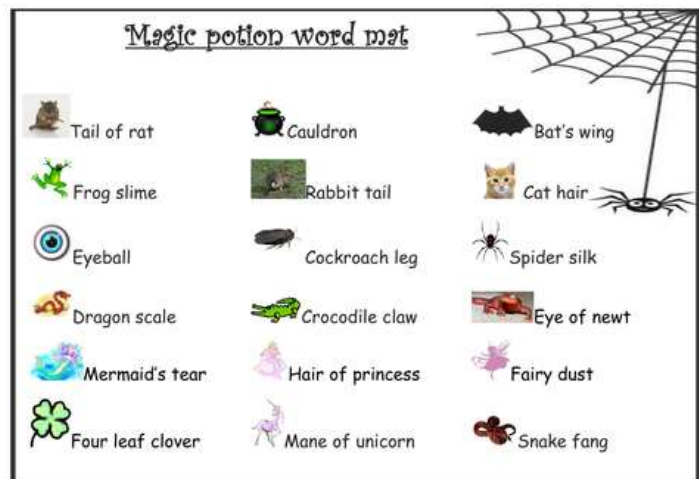 Magic potion word mat
Tail of rat
Cauldron
Bat's wing
Frog slime
Rabbit tail
Cat hair
Eyeball
Cockroach leg
Spider silk
Dragon scale
Crocodile claw
Eye of newt
Mermaid's tear
Hair of princess
Fairy dust
Four leaf clover
Mane of unicorn
Snake fang